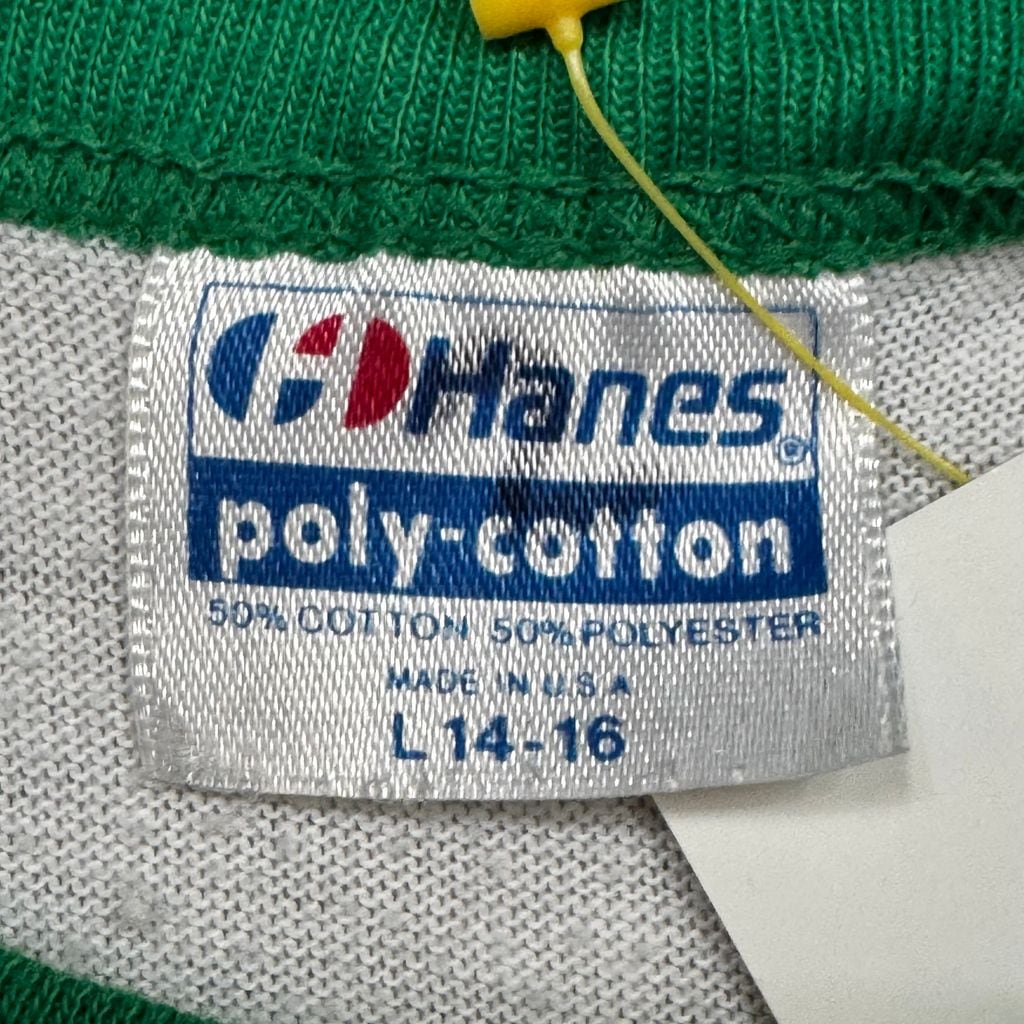 Hanes®
poly-cotton
50% COTTON 50% POLYESTER
MADE IN U.S.A
L 14-16